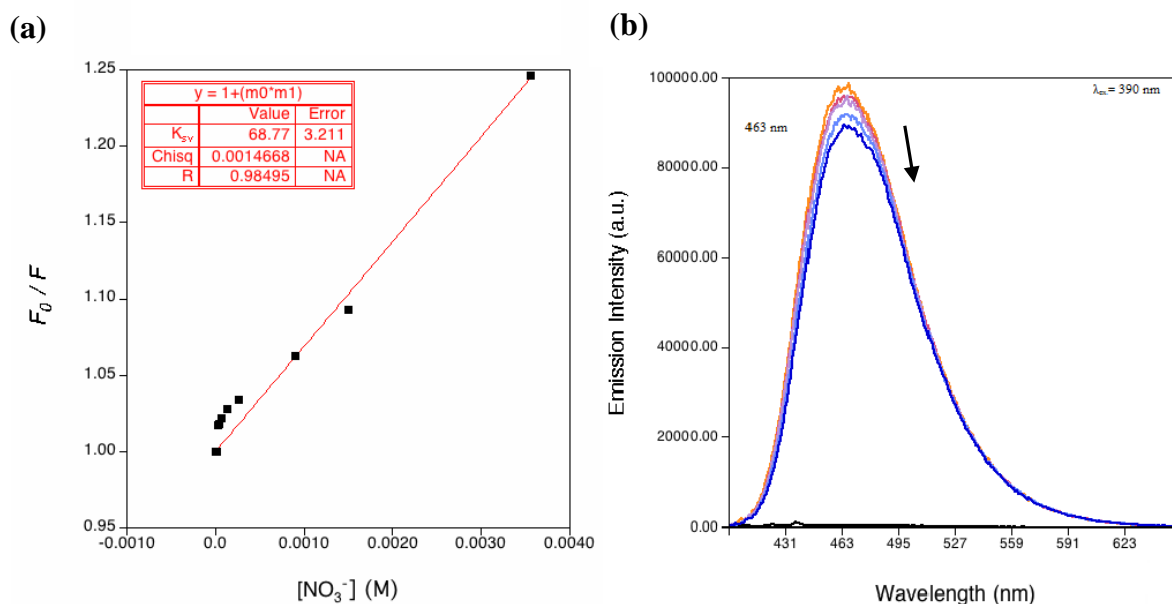 (a)
1.25
1.20
1.15
1.10
1.05
1.00
0.95
F0 / F
y = 1+(m0*m1)
Value Error
Ksv 68.77 3.211
Chisq 0.0014668 NA
R 0.98495 NA
-0.0010 0.0 0.0010 0.0020 0.0030 0.0040
[NO3-] (M)
(b)
100000.00
80000.00
60000.00
40000.00
20000.00
0.00
Emission Intensity (a.u.)
463 nm
λex= 390 nm
431 463 495 527 559 591 623
Wavelength (nm)